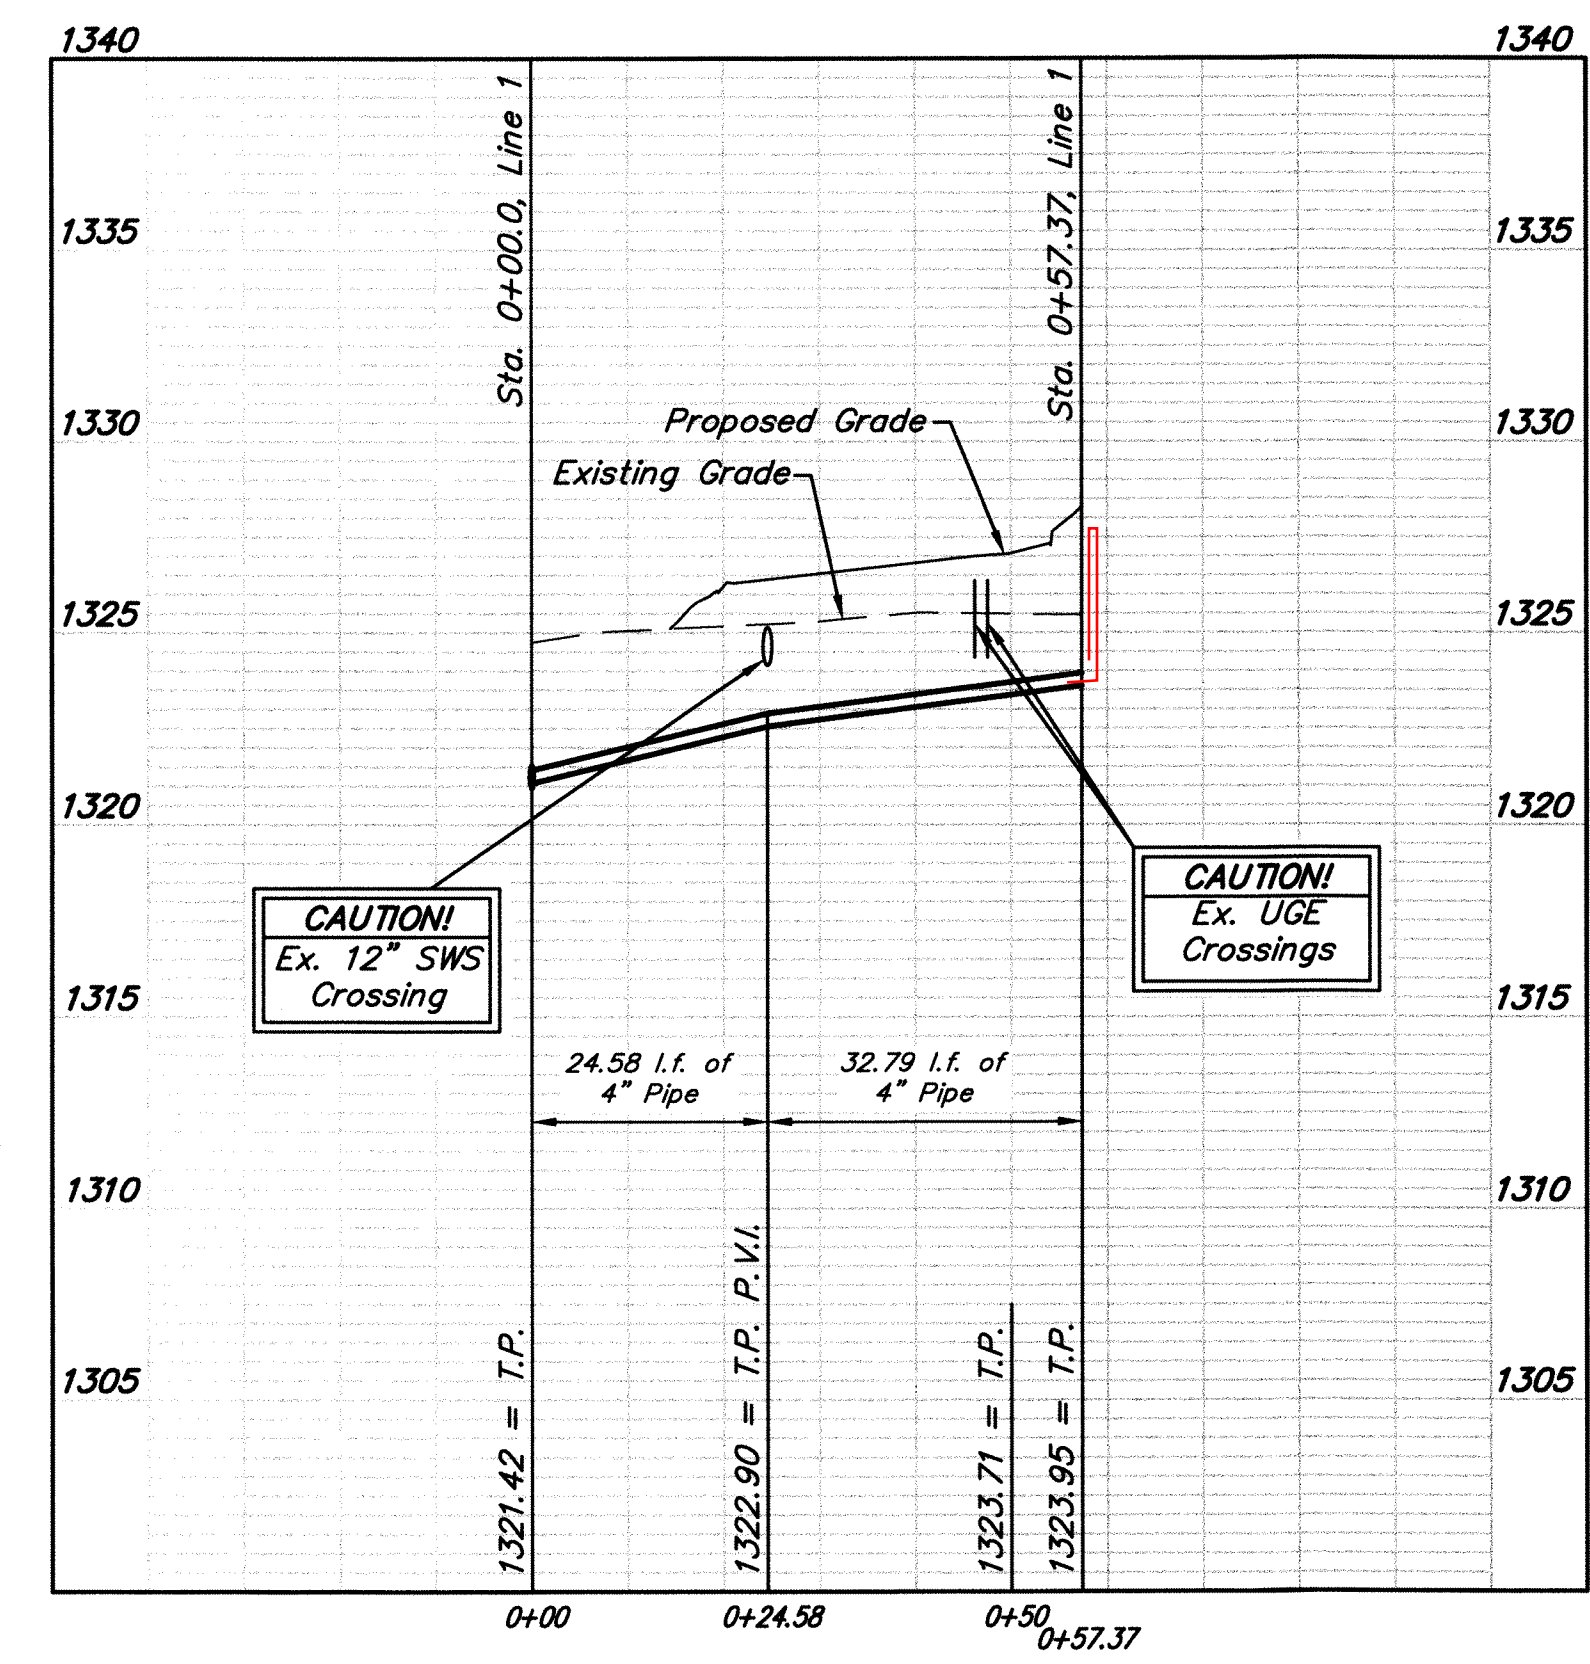 1340
1340
Sta. 0+00.0, Line 1
Sta. 0+57.37, Line 1
1335
1335
1330
1330
Proposed Grade
Existing Grade
1325
1325
1320
1320
CAUTION!
Ex. 12" SWS
Crossing
CAUTION!
Ex. UGE
Crossings
1315
1315
24.58 l.f. of
4" Pipe
32.79 l.f. of
4" Pipe
1310
1310
1305
1305
1321.42 = T.P.
1322.90 = T.P. P.V.I.
1323.71 = T.P.
1323.95 = T.P.
0+00
0+24.58
0+50
0+57.37